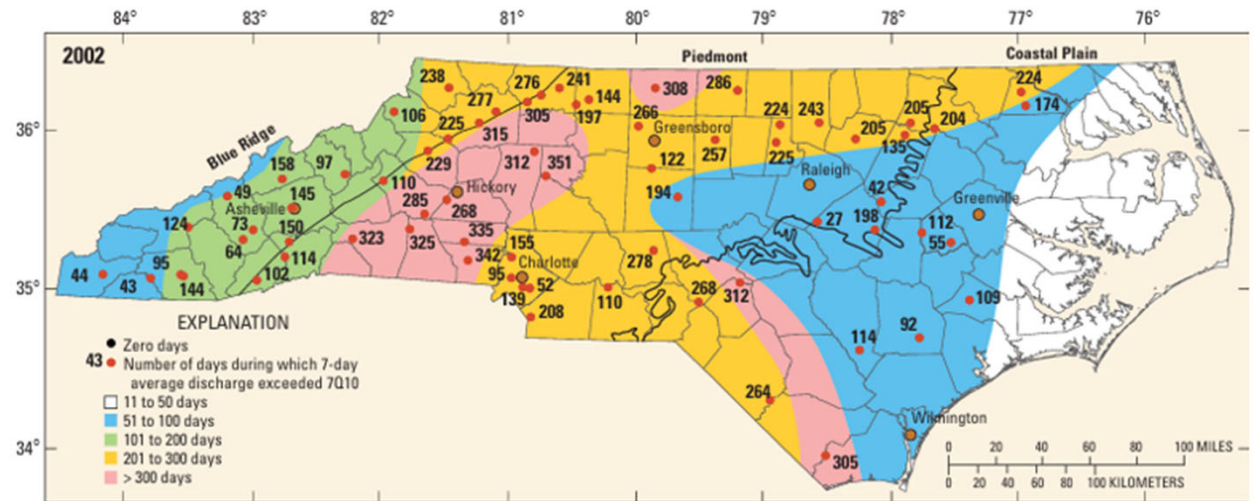 84° 83° 82° 81° 80° 79° 78° 77° 76°
2002 Piedmont Coastal Plain
238 276 241 308 286 224
277 144 174
106 305 197 266 224 243 205 204
36° 225 315 Greensboro 205
Blue Ridge 229 312 351 122 257 225 135
158 97 Raleigh
49 145 110 Hickory 194 42 Greenville
Asheville 285 268
124 73 150 323 325 335 27 198 112
64 155 278 55
95 114 342 Charlotte
44 43 144 102 95 52 268 312 109
35° 139 110
208 114 92
EXPLANATION
Zero days
43 Number of days during which 7-day
average discharge exceeded 7Q10
11 to 50 days 264
51 to 100 days Wilmington
101 to 200 days
34° 201 to 300 days 305 0 20 40 60 80 100 MILES
> 300 days 0 20 40 60 80 100 KILOMETERS